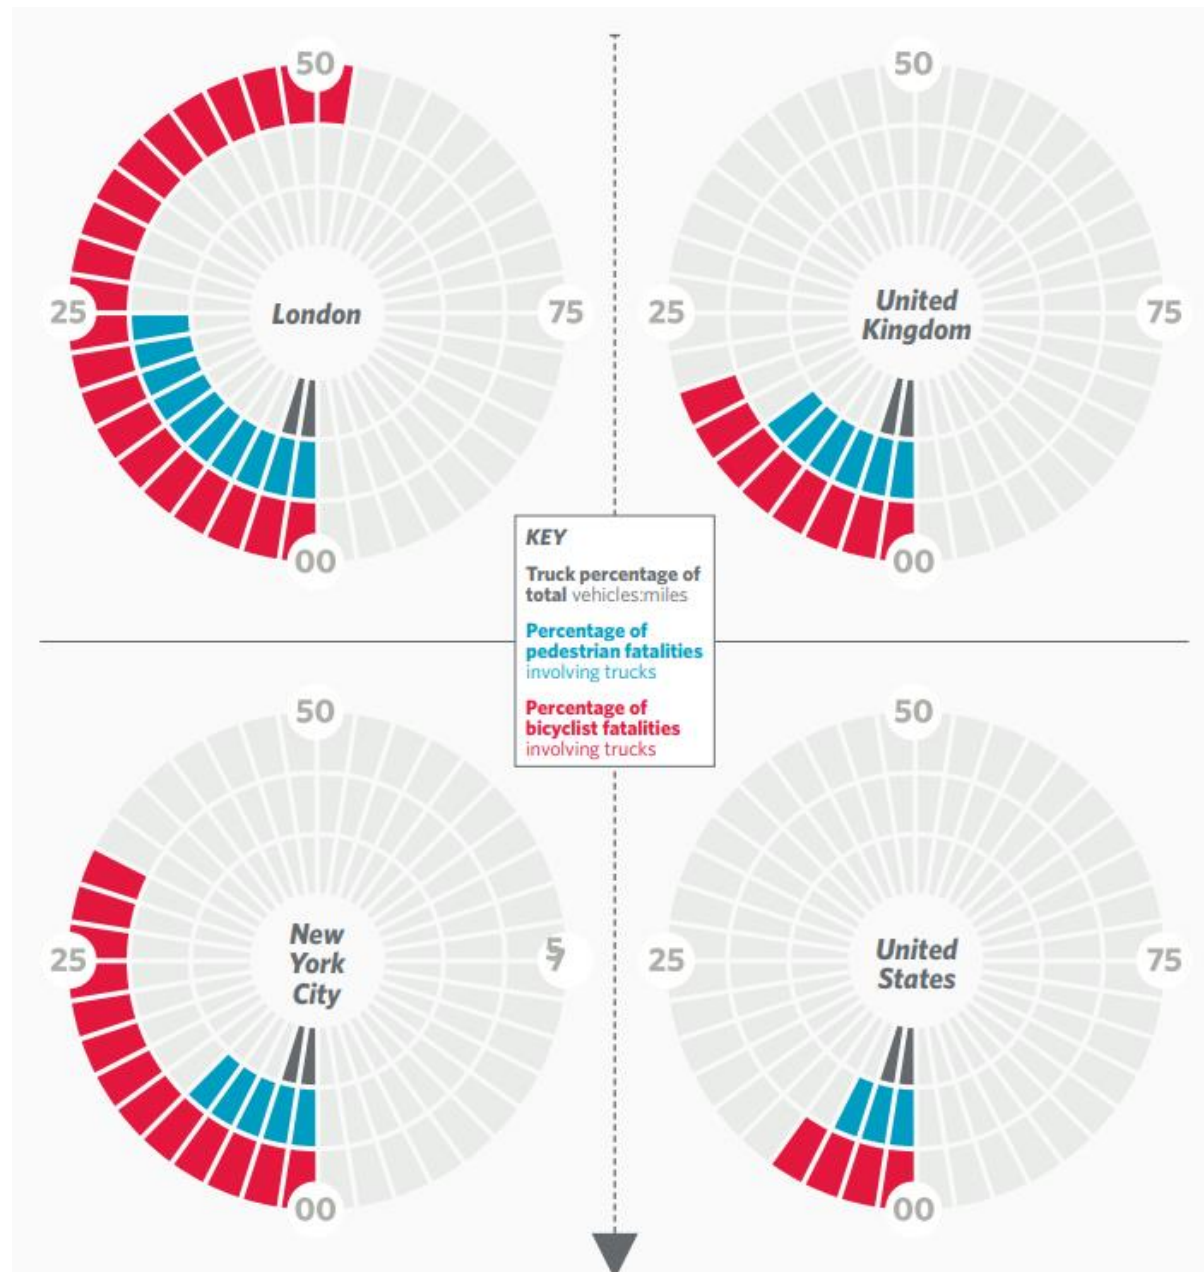 50
25
London
75
00
50
25
United
Kingdom
75
00
KEY
Truck percentage of
total vehicles:miles
Percentage of
pedestrian fatalities
involving trucks
Percentage of
bicyclist fatalities
involving trucks
50
25
New
York
City
00
50
25
United
States
75
00